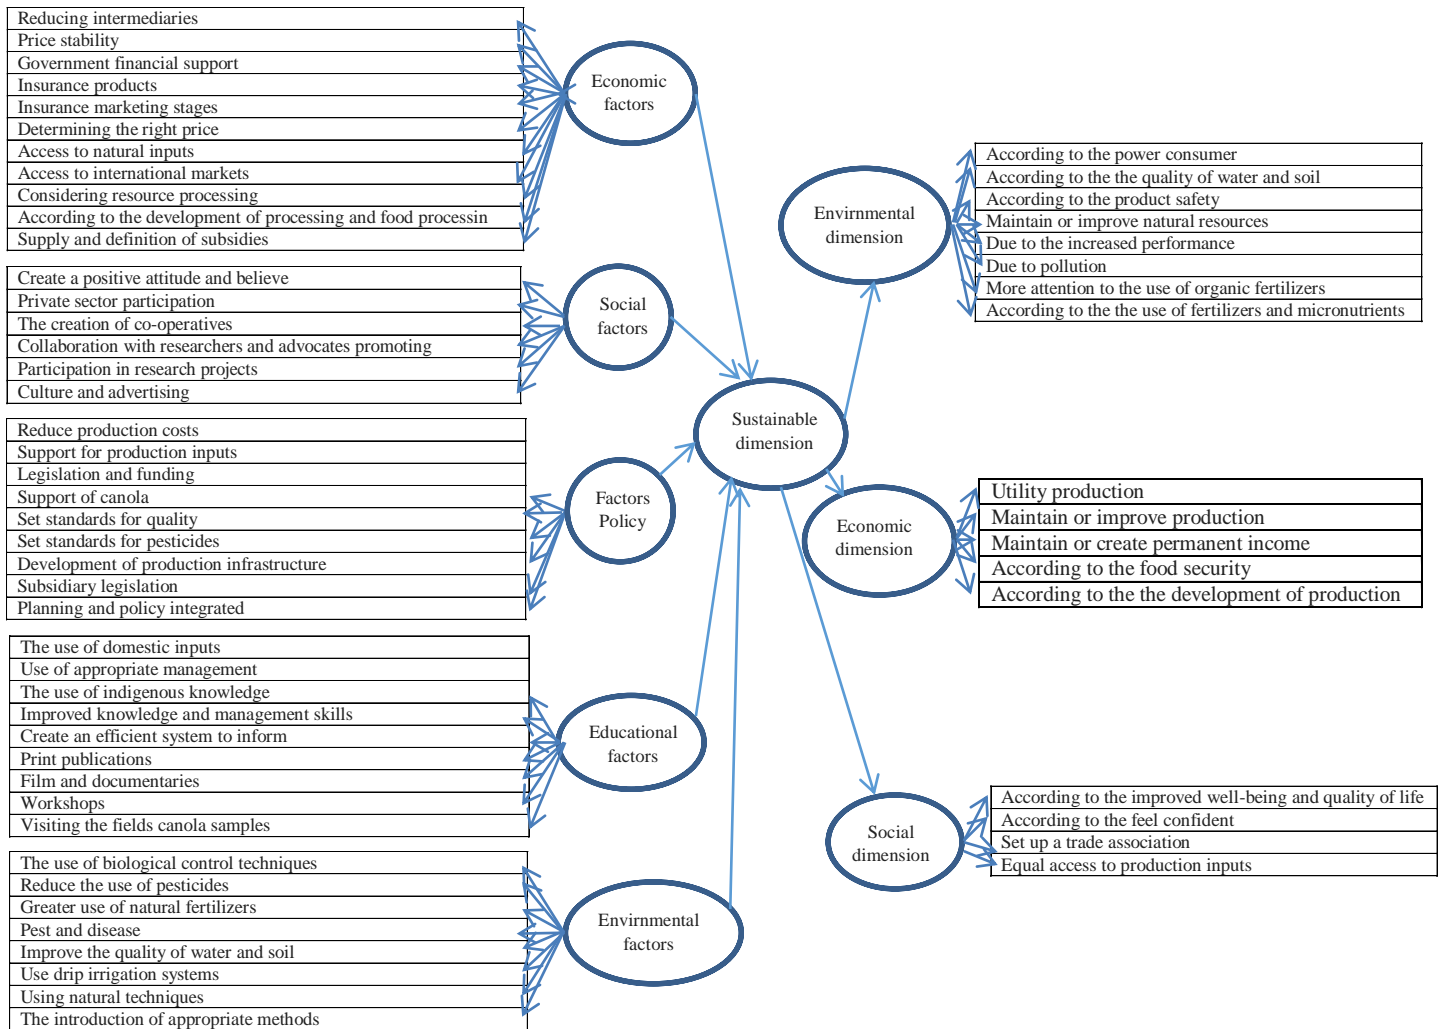 Reducing intermediaries
Price stability
Government financial support
Insurance products
Insurance marketing stages
Determining the right price
Access to natural inputs
Access to international markets
Considering resource processing
According to the development of processing and food processin
Supply and definition of subsidies
Economic
factors
Create a positive attitude and believe
Private sector participation
The creation of co-operatives
Collaboration with researchers and advocates promoting
Participation in research projects
Culture and advertising
Social
factors
Reduce production costs
Support for production inputs
Legislation and funding
Support of canola
Set standards for quality
Set standards for pesticides
Development of production infrastructure
Subsidiary legislation
Planning and policy integrated
Factors
Policy
The use of domestic inputs
Use of appropriate management
The use of indigenous knowledge
Improved knowledge and management skills
Create an efficient system to inform
Print publications
Film and documentaries
Workshops
Visiting the fields canola samples
Educational
factors
The use of biological control techniques
Reduce the use of pesticides
Greater use of natural fertilizers
Pest and disease
Improve the quality of water and soil
Use drip irrigation systems
Using natural techniques
The introduction of appropriate methods
Envirnmental
factors
Sustainable
dimension
Envirnmental
dimension
According to the power consumer
According to the the quality of water and soil
According to the product safety
Maintain or improve natural resources
Due to the increased performance
Due to pollution
More attention to the use of organic fertilizers
According to the the use of fertilizers and micronutrients
Economic
dimension
Utility production
Maintain or improve production
Maintain or create permanent income
According to the food security
According to the the development of production
Social
dimension
According to the improved well-being and quality of life
According to the feel confident
Set up a trade association
Equal access to production inputs